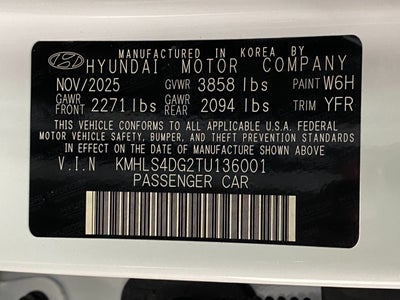 MANUFACTURED IN KOREA BY
HYUNDAI MOTOR COMPANY
NOV/2025 GVWR 3858 lbs PAINT W6H
GAWR FRONT 2271 lbs GAWR REAR 2094 lbs TRIM YFR
THIS VEHICLE CONFORMS TO ALL APPLICABLE U.S.A. FEDERAL
MOTOR VEHICLE SAFETY, BUMPER, AND THEFT PREVENTION STANDARDS
IN EFFECT ON THE DATE OF MANUFACTURE SHOWN ABOVE.
V.I.N KMHLS4DG2TU136001
PASSENGER CAR